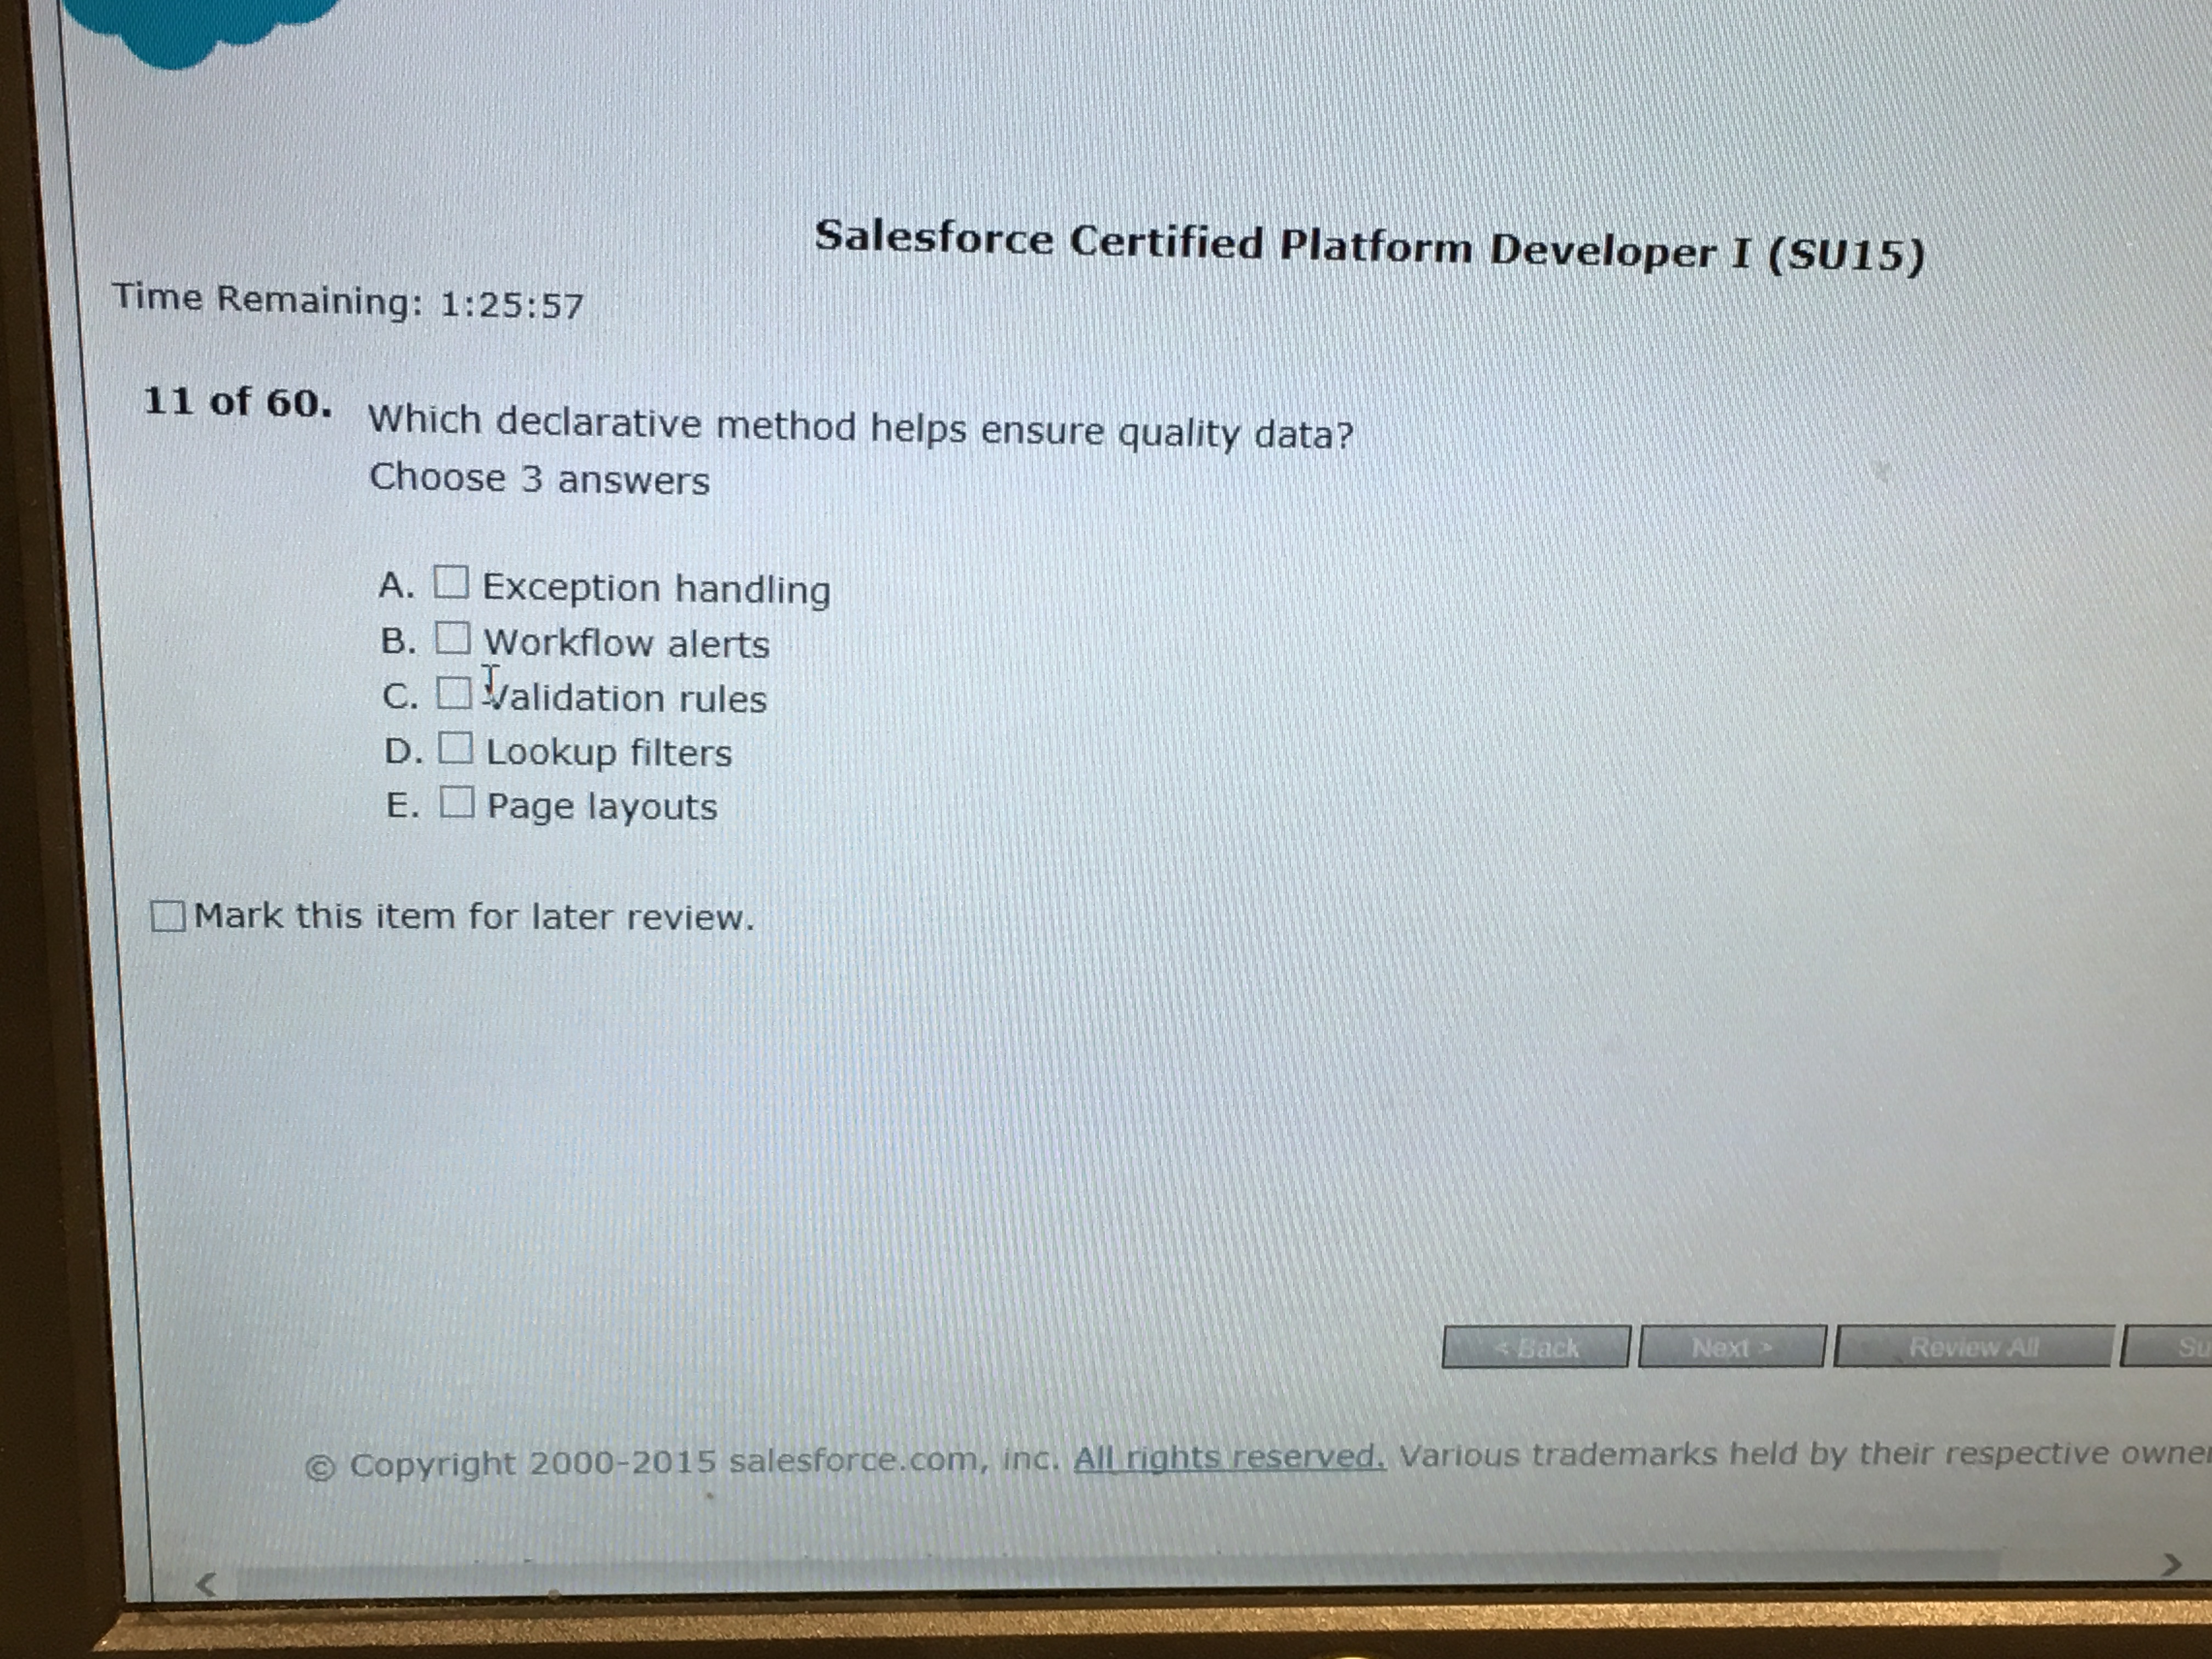 Salesforce Certified Platform Developer I (SU15)
Time Remaining: 1:25:57
11 of 60. Which declarative method helps ensure quality data?
Choose 3 answers
A. Exception handling
B. Workflow alerts
C. Validation rules
D. Lookup filters
E. Page layouts
Mark this item for later review.
< Back Next > Review All Su
© Copyright 2000-2015 salesforce.com, inc. All rights reserved. Various trademarks held by their respective owner